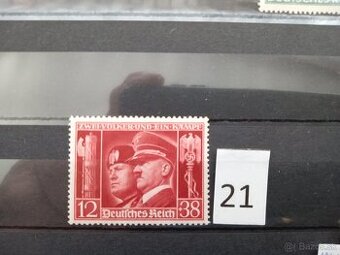 ZWEI VÖLKER UND EIN KAMPF
12 Deutsches Reich 38
21